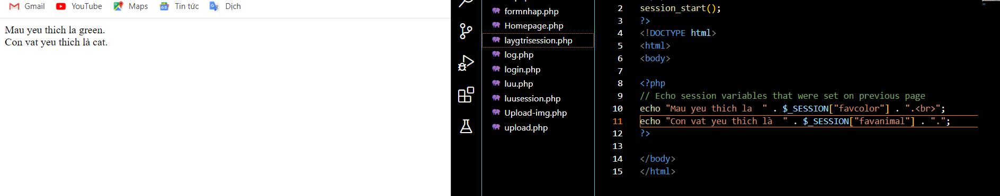 Gmail YouTube Maps Tin tức Dịch
Mau yeu thich la green.
Con vat yeu thich là cat.
formnhap.php
Homepage.php
laygtrisession.php
log.php
login.php
luu.php
luusession.php
Upload-img.php
upload.php
2 session_start();
3 ?>
4 <!DOCTYPE html>
5 <html>
6 <body>
7
8 <?php
9 // Echo session variables that were set on previous page
10 echo "Mau yeu thich la  " . $_SESSION["favcolor"] . ".<br>";
11 echo "Con vat yeu thich là  " . $_SESSION["favanimal"] . ".";
12 ?>
13
14 </body>
15 </html>